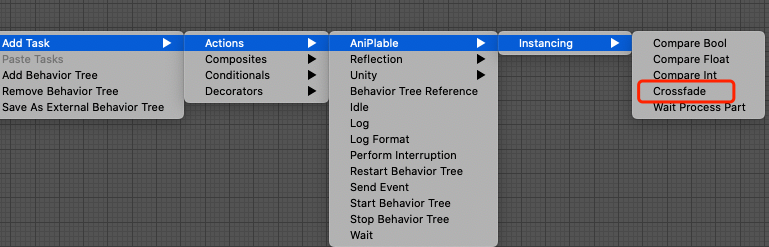 Add Task
Paste Tasks
Add Behavior Tree
Remove Behavior Tree
Save As External Behavior Tree
Actions
Composites
Conditionals
Decorators
AniPlable
Reflection
Unity
Behavior Tree Reference
Idle
Log
Log Format
Perform Interruption
Restart Behavior Tree
Send Event
Start Behavior Tree
Stop Behavior Tree
Wait
Instancing
Compare Bool
Compare Float
Compare Int
Crossfade
Wait Process Part